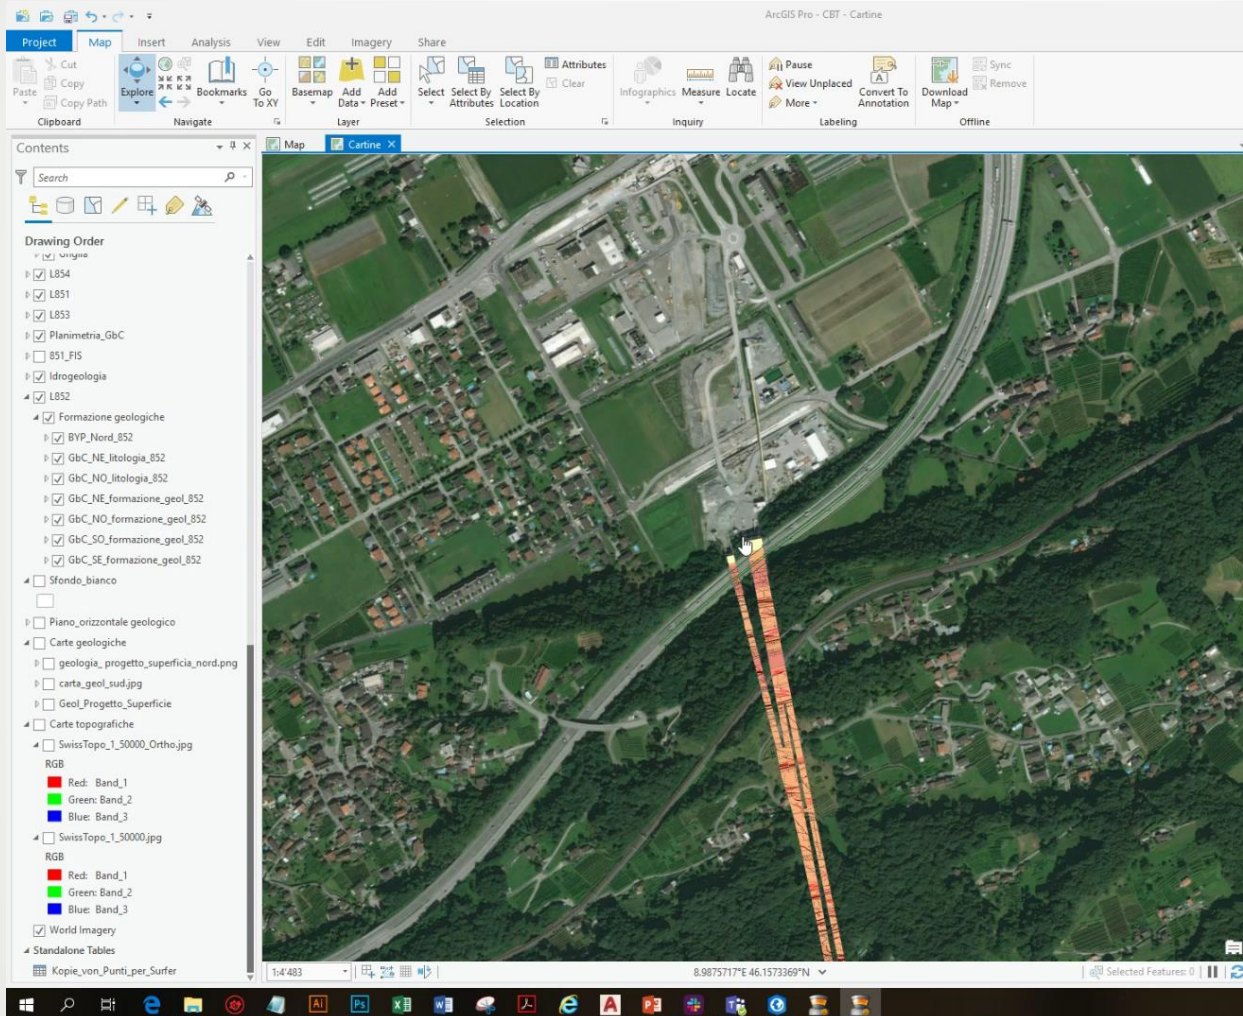 ArcGIS Pro - CBT - Cartine
Project Map Insert Analysis View Edit Imagery Share
Paste
Cut
Copy
Copy Path
Clipboard
Explore
Bookmarks
Go To XY
Navigate
Basemap
Add Data
Add Preset
Layer
Select
Select By Attributes
Select By Location
Attributes
Clear
Selection
Infographics
Measure
Locate
Inquiry
Pause
View Unplaced
More
Convert To Annotation
Labeling
Download Map
Sync
Remove
Offline
Contents
Map
Cartine
Search
Drawing Order
L854
L851
L853
Planimetria_GbC
851_FIS
Idrogeologia
L852
Formazione geologiche
BYP_Nord_852
GbC_NE_litologia_852
GbC_NO_litologia_852
GbC_NE_formazione_geol_852
GbC_NO_formazione_geol_852
GbC_SO_formazione_geol_852
GbC_SE_formazione_geol_852
Sfondo_bianco
Piano_orizzontale geologico
Carte geologiche
geologia_ progetto_superficia_nord.png
carta_geol_sud.jpg
Geol_Progetto_Superficie
Carte topografiche
SwissTopo_1_50000_Ortho.jpg
RGB
Red: Band_1
Green: Band_2
Blue: Band_3
SwissTopo_1_50000.jpg
RGB
Red: Band_1
Green: Band_2
Blue: Band_3
World Imagery
Standalone Tables
Kopie_von_Punti_per_Surfer
1:4'483
8.9875717°E 46.1573369°N
Selected Features: 0
Ai
Ps